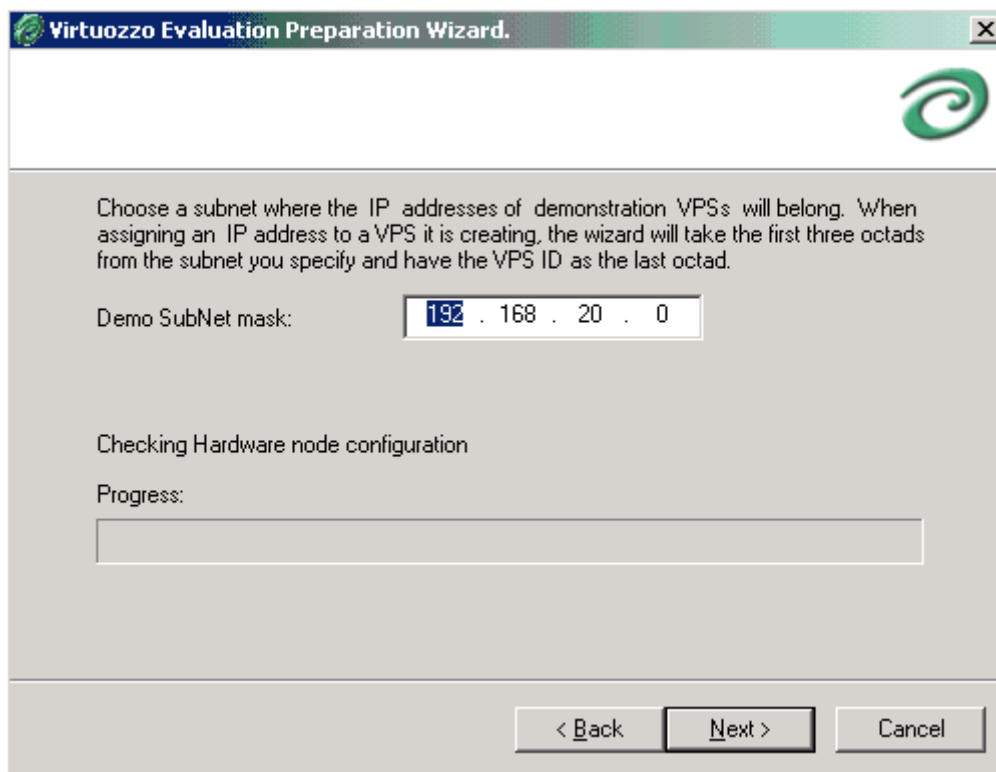 Virtuozzo Evaluation Preparation Wizard.
Choose a subnet where the IP addresses of demonstration VPSs will belong. When
assigning an IP address to a VPS it is creating, the wizard will take the first three octads
from the subnet you specify and have the VPS ID as the last octad.
Demo SubNet mask: 192 . 168 . 20 . 0
Checking Hardware node configuration
Progress:
< Back Next > Cancel